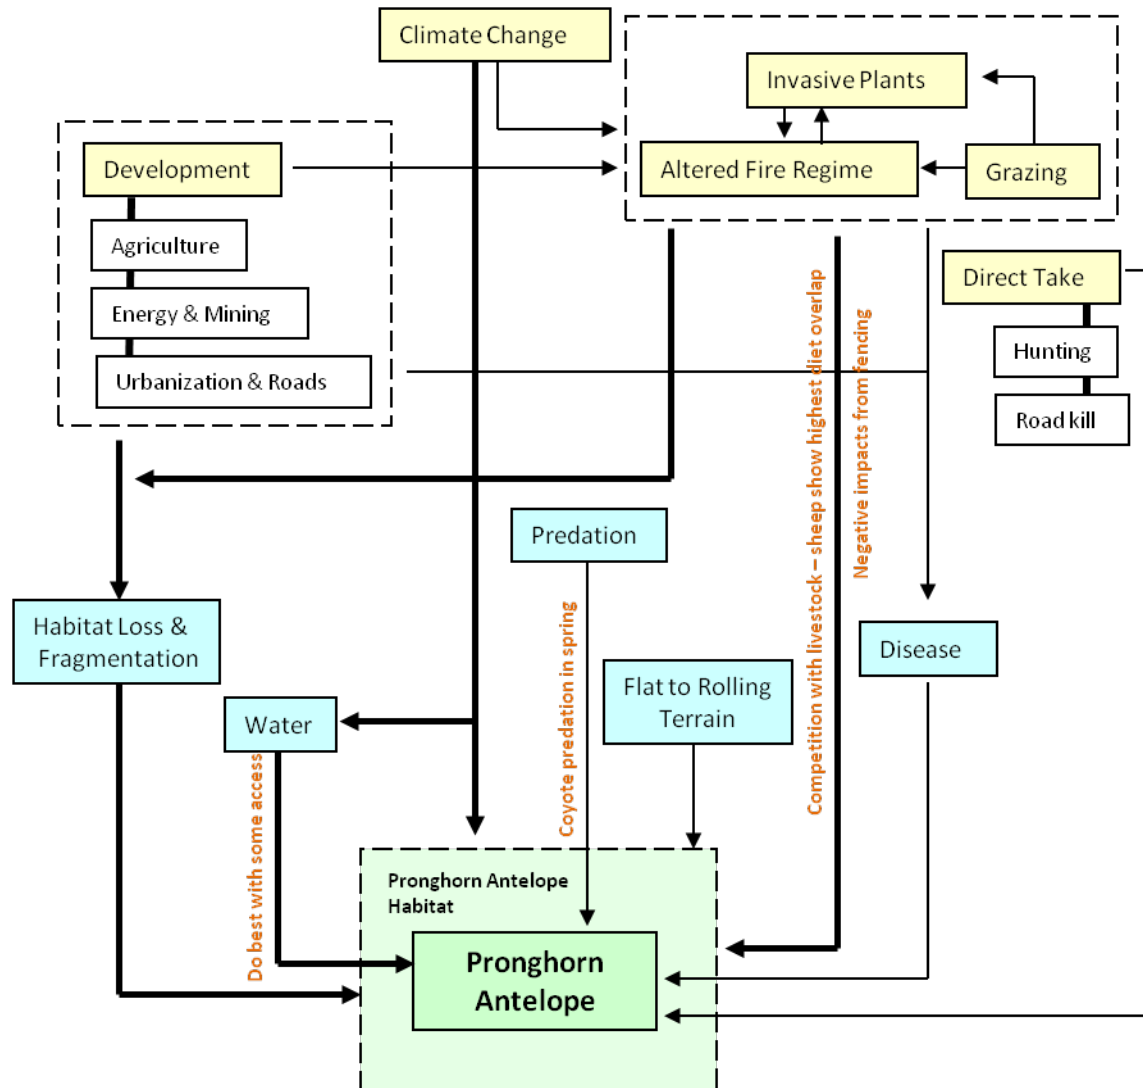 Climate Change
Invasive Plants
Development
Altered Fire Regime
Grazing
Agriculture
Energy & Mining
Urbanization & Roads
Direct Take
Hunting
Road kill
Competition with livestock – sheep show highest diet overlap
Negative impacts from fencing
Predation
Coyote predation in spring
Habitat Loss &
Fragmentation
Disease
Flat to Rolling
Terrain
Water
Do best with some access
Pronghorn Antelope
Habitat
Pronghorn
Antelope